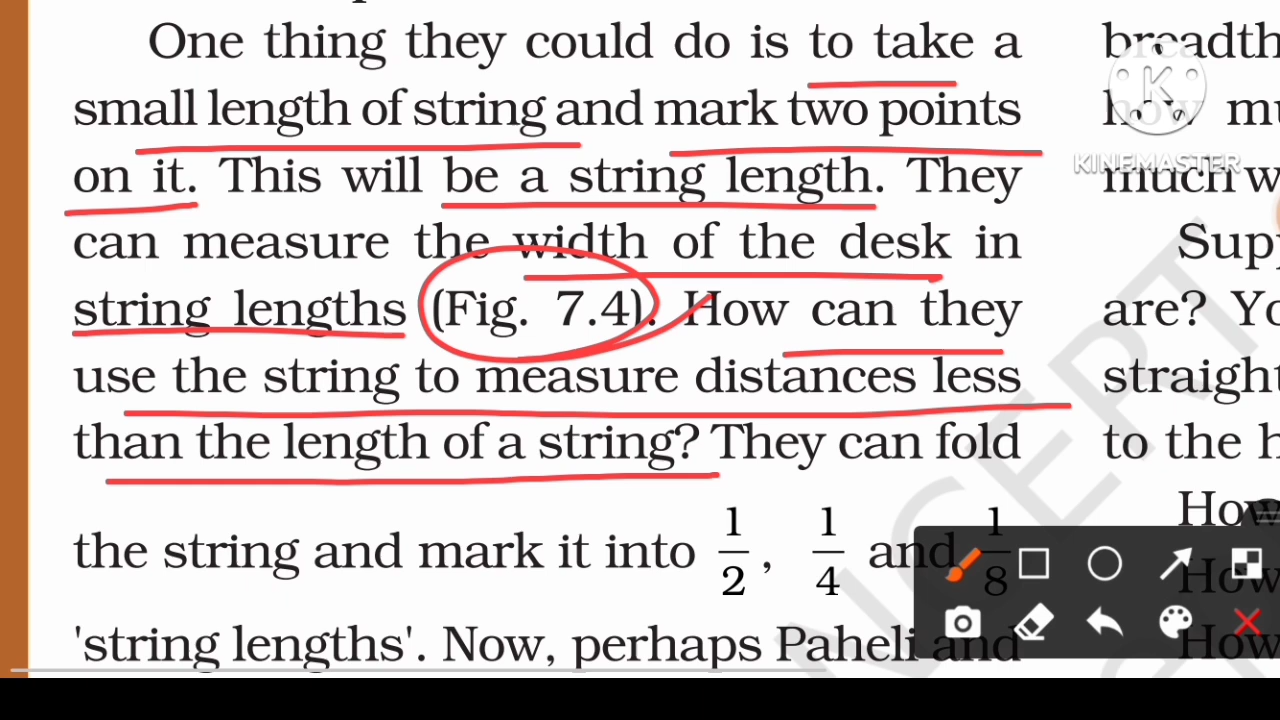 One thing they could do is to take a
small length of string and mark two points
on it. This will be a string length. They
can measure the width of the desk in
string lengths (Fig. 7.4). How can they
use the string to measure distances less
than the length of a string? They can fold
the string and mark it into 1/2, 1/4 and 1/8
'string lengths'. Now, perhaps Paheli and
breadth
how
much w
Supp
are? Yo
straight
to the h
How
How
How
K
KINEMASTER
NCERT